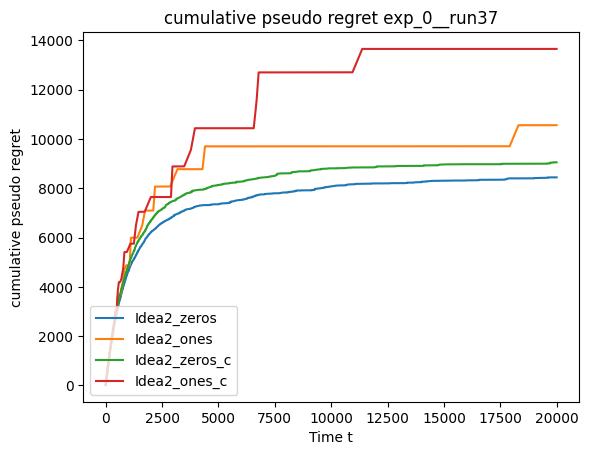 cumulative pseudo regret exp_0__run37
14000
12000
10000
8000
6000
4000
2000
0
cumulative pseudo regret
Idea2_zeros
Idea2_ones
Idea2_zeros_c
Idea2_ones_c
0
2500
5000
7500
10000
12500
15000
17500
20000
Time t